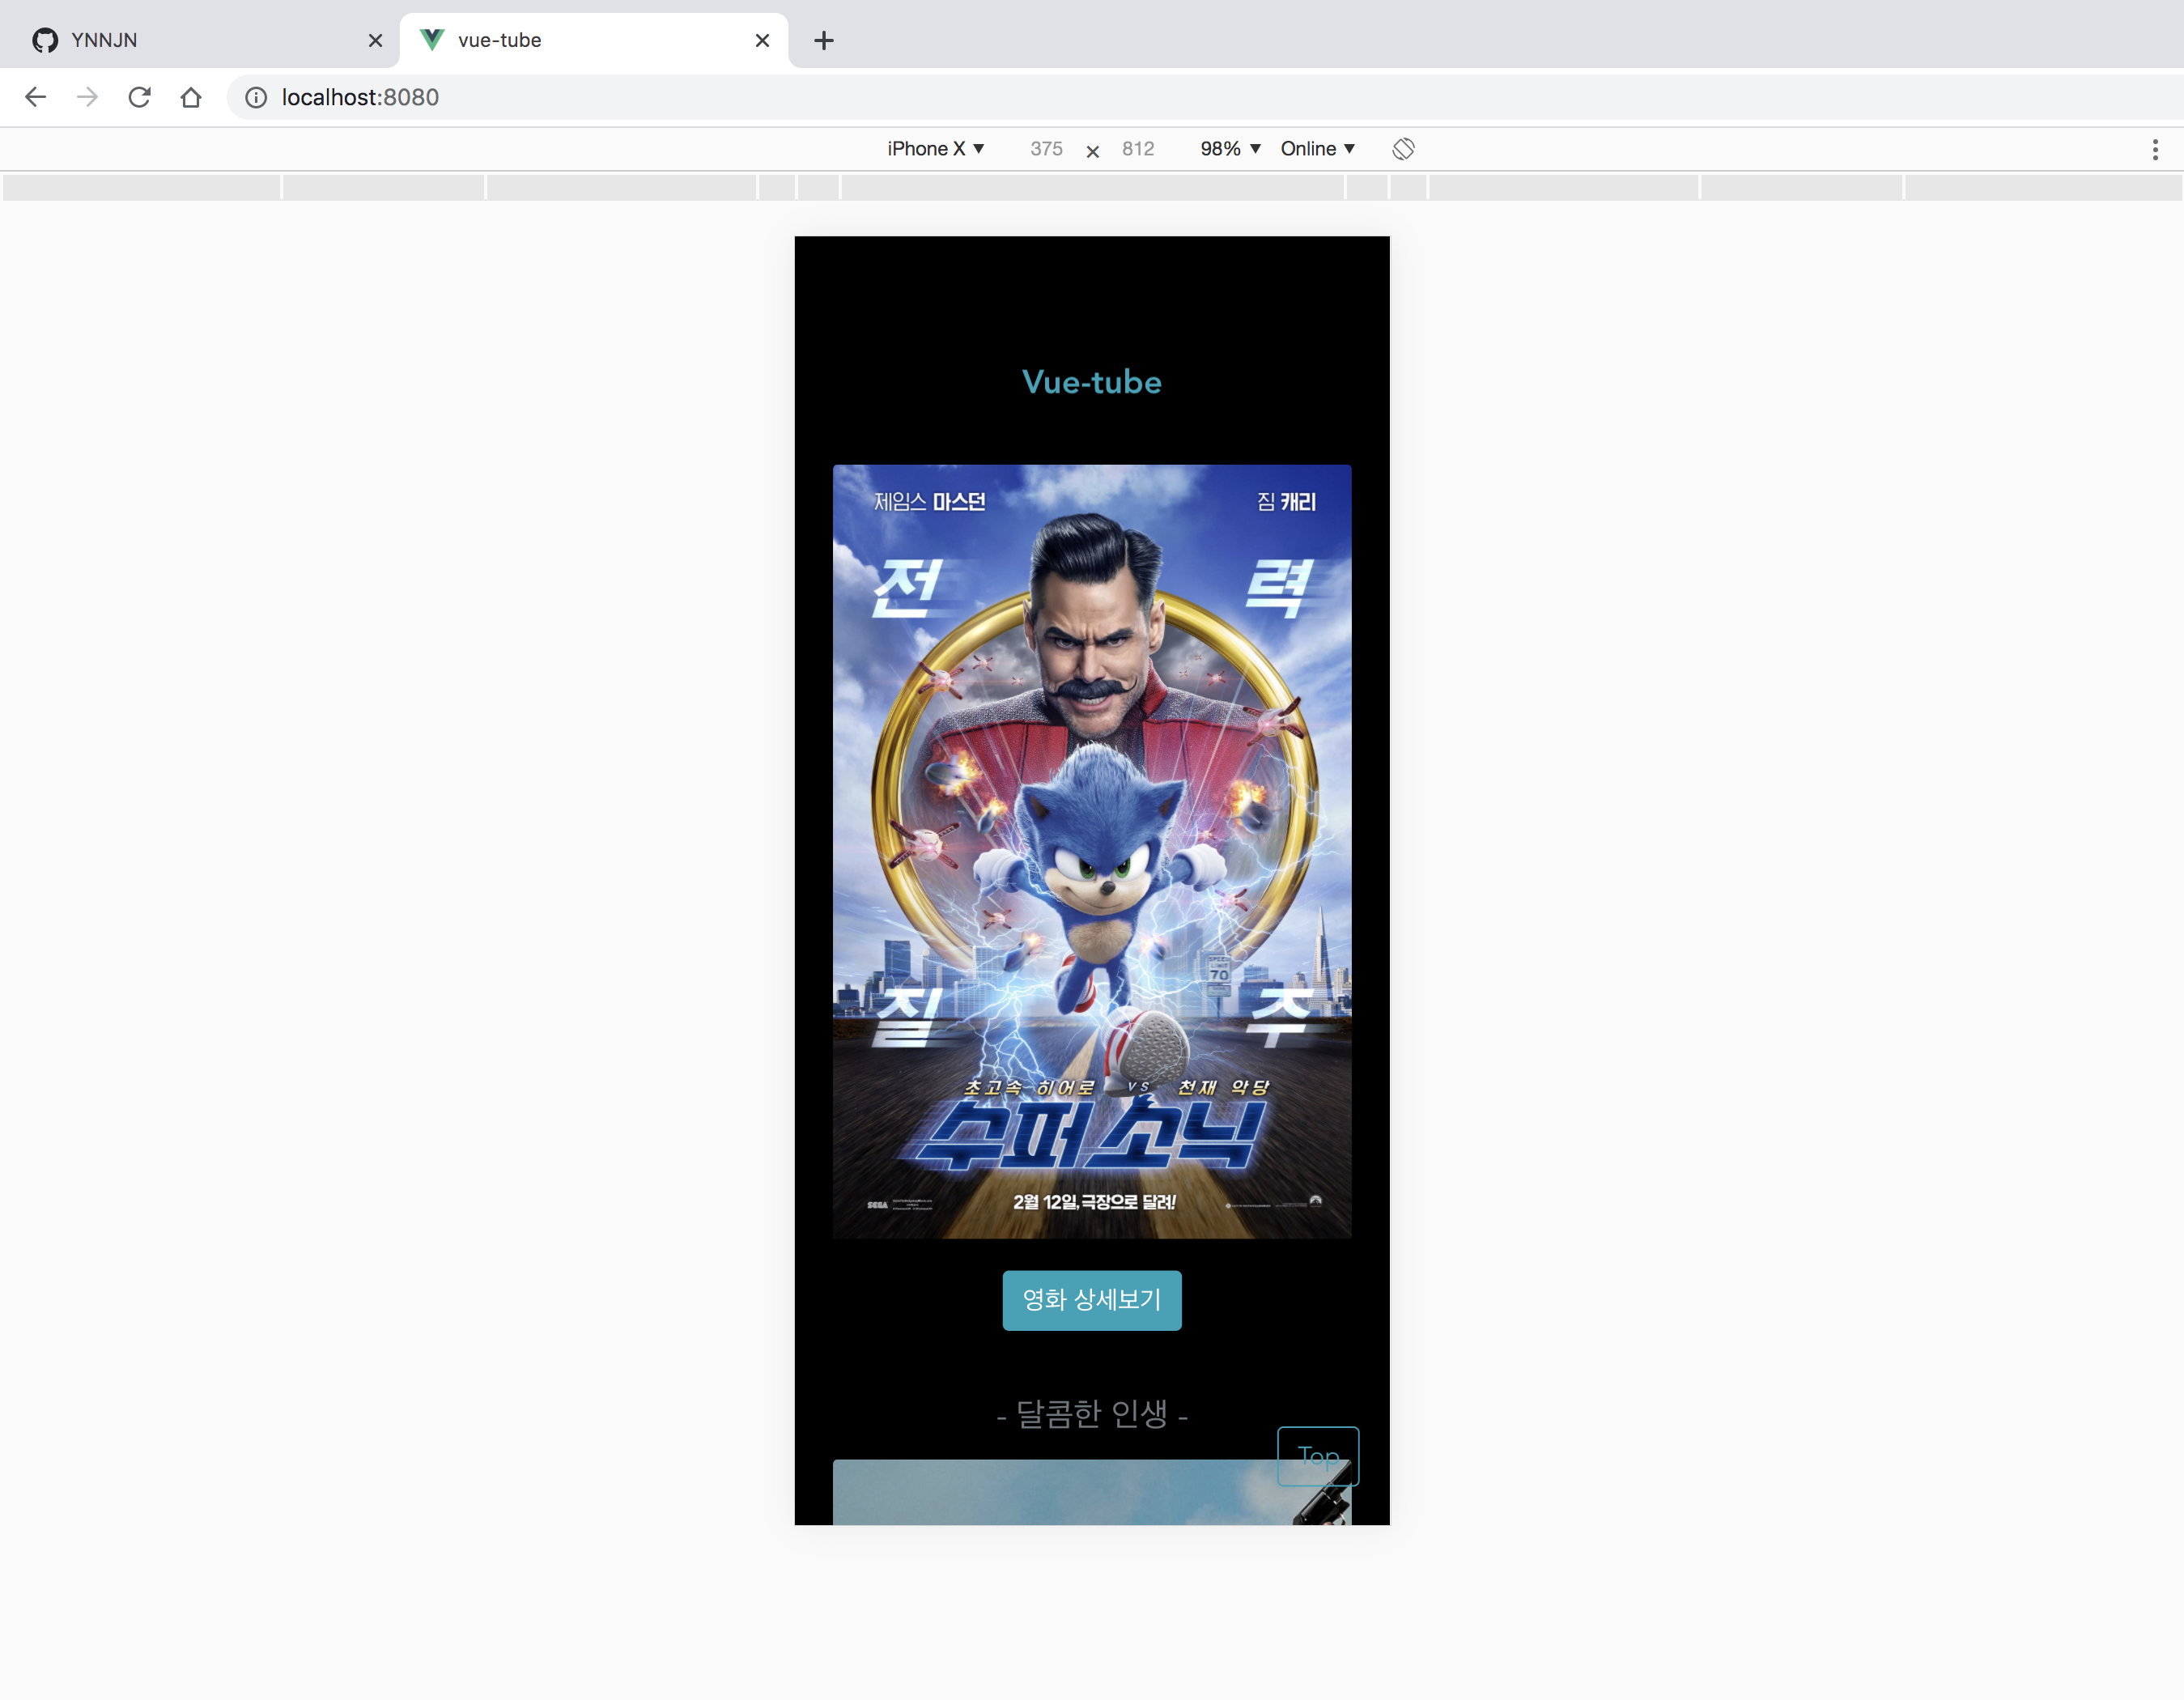 YNNJN
vue-tube
localhost:8080
iPhone X ▼ 375 × 812 98% ▼ Online ▼
Vue-tube
제임스 마스던
짐 캐리
전 력
SPEED LIMIT 70
질 주
초고속 히어로 VS 천재 악당
수퍼 소닉
SEGA
2월 12일, 극장으로 달려!
영화 상세보기
- 달콤한 인생 -
Top